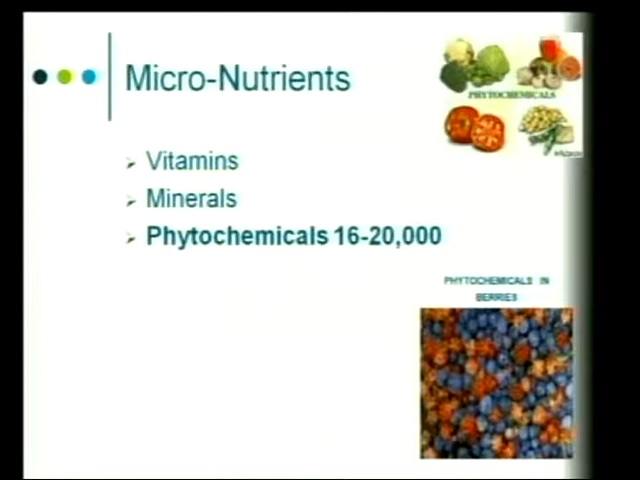 Micro-Nutrients
PHYTOCHEMICALS
Vitamins
Minerals
Phytochemicals 16-20,000
PHYTOCHEMICALS IN
BERRIES